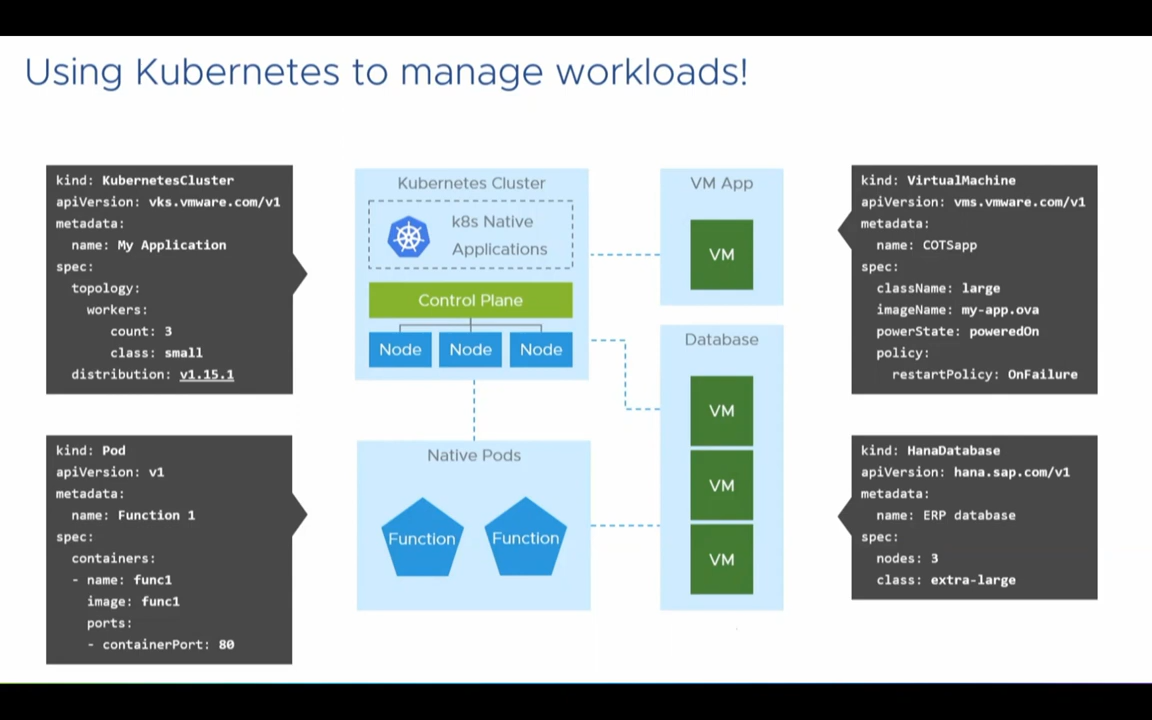 Using Kubernetes to manage workloads!
kind: KubernetesCluster
apiVersion: vks.vmware.com/v1
metadata:
name: My Application
spec:
topology:
workers:
count: 3
class: small
distribution: v1.15.1
kind: Pod
apiVersion: v1
metadata:
name: Function 1
spec:
containers:
- name: func1
image: func1
ports:
- containerPort: 80
Kubernetes Cluster
k8s Native
Applications
Control Plane
Node Node Node
Native Pods
Function Function
VM App
VM
Database
VM
VM
VM
kind: VirtualMachine
apiVersion: vms.vmware.com/v1
metadata:
name: COTSapp
spec:
className: large
imageName: my-app.ova
powerState: poweredOn
policy:
restartPolicy: OnFailure
kind: HanaDatabase
apiVersion: hana.sap.com/v1
metadata:
name: ERP database
spec:
nodes: 3
class: extra-large